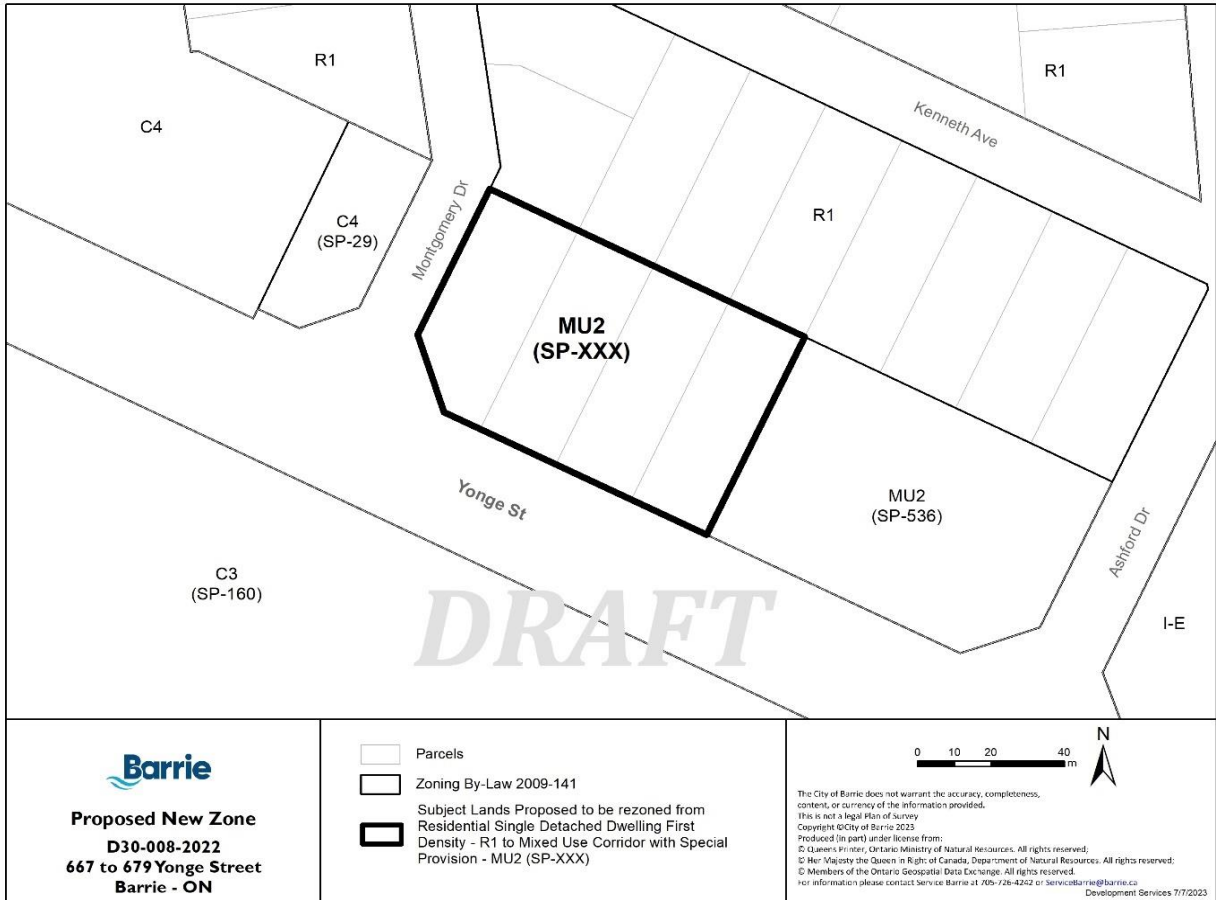 R1
R1
C4
Kenneth Ave
Montgomery Dr
C4
(SP-29)
R1
MU2
(SP-XXX)
Yonge St
MU2
(SP-536)
Ashford Dr
C3
(SP-160)
DRAFT
I-E
Barrie
Proposed New Zone
D30-008-2022
667 to 679 Yonge Street
Barrie - ON
Parcels
Zoning By-Law 2009-141
Subject Lands Proposed to be rezoned from
Residential Single Detached Dwelling First
Density - R1 to Mixed Use Corridor with Special
Provision - MU2 (SP-XXX)
0 10 20 40
m
N
The City of Barrie does not warrant the accuracy, completeness,
content, or currency of the information provided.
This is not a legal Plan of Survey
Copyright ©City of Barrie 2023
Produced (in part) under license from:
© Queens Printer, Ontario Ministry of Natural Resources. All rights reserved;
© Her Majesty the Queen in Right of Canada, Department of Natural Resources. All rights reserved;
© Members of the Ontario Geospatial Data Exchange. All rights reserved.
For information please contact Service Barrie at 705-726-4242 or ServiceBarrie@barrie.ca
Development Services 7/7/2023